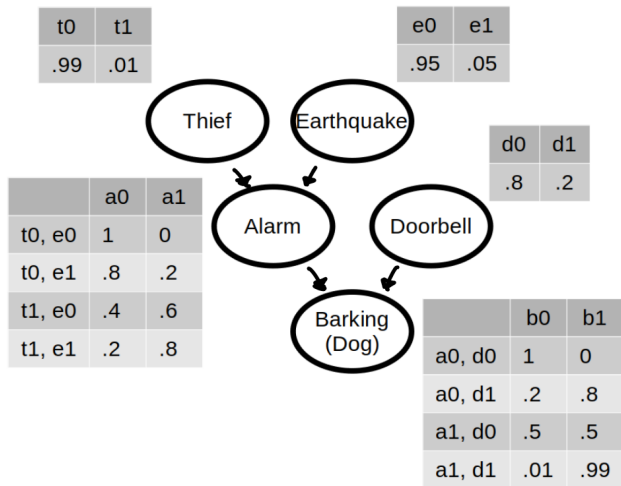 t0 t1
.99 .01
e0 e1
.95 .05
Thief
Earthquake
d0 d1
.8 .2
a0 a1
t0, e0 1 0
t0, e1 .8 .2
t1, e0 .4 .6
t1, e1 .2 .8
Alarm
Doorbell
Barking
(Dog)
b0 b1
a0, d0 1 0
a0, d1 .2 .8
a1, d0 .5 .5
a1, d1 .01 .99